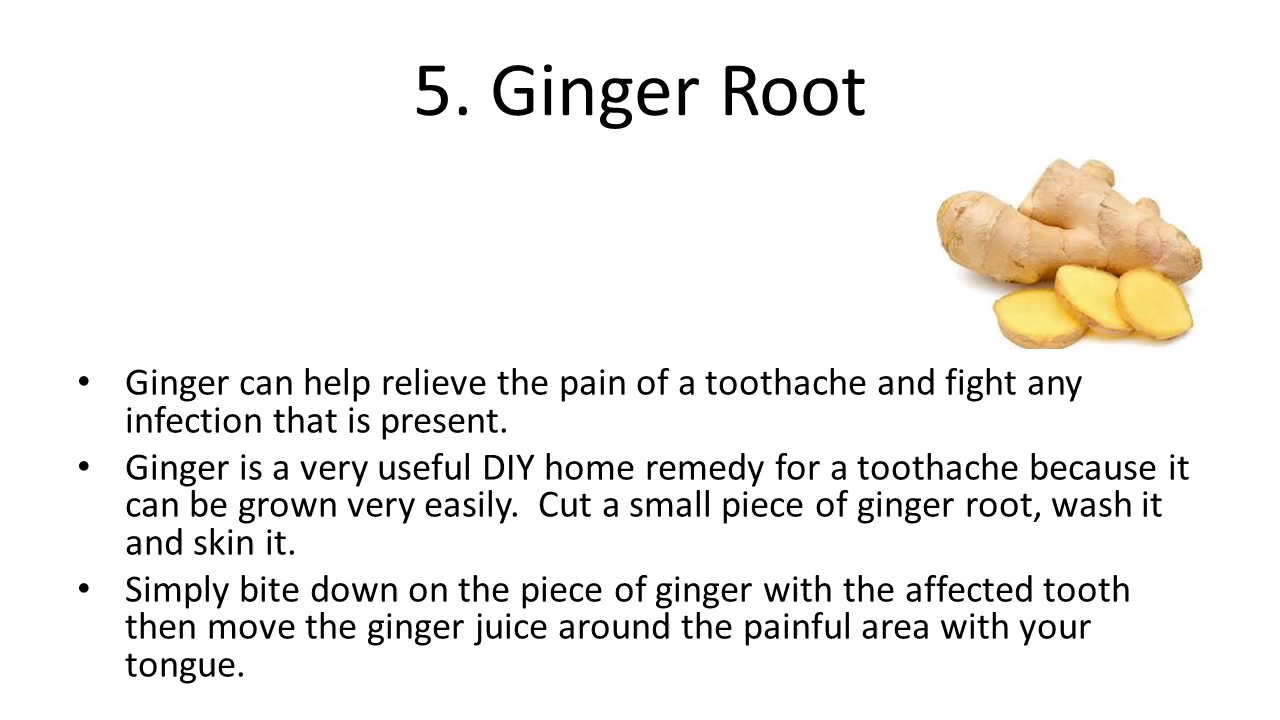 5. Ginger Root
• Ginger can help relieve the pain of a toothache and fight any
infection that is present.
• Ginger is a very useful DIY home remedy for a toothache because it
can be grown very easily.  Cut a small piece of ginger root, wash it
and skin it.
• Simply bite down on the piece of ginger with the affected tooth
then move the ginger juice around the painful area with your
tongue.